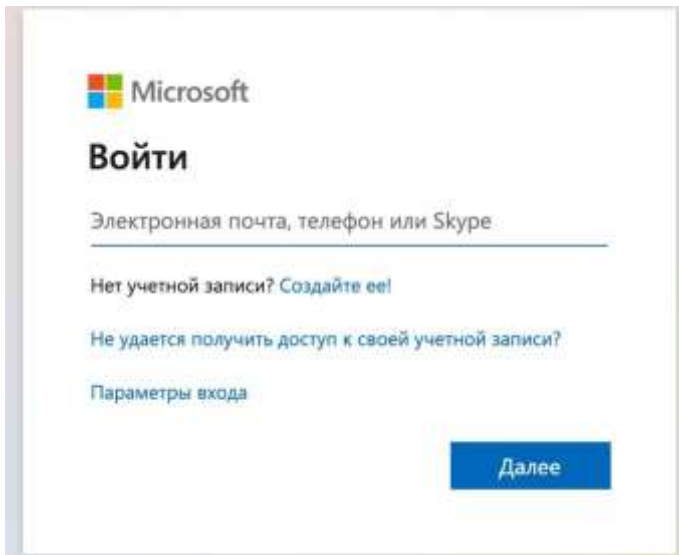 Microsoft
Войти
Электронная почта, телефон или Skype
Нет учетной записи? Создайте ее!
Не удается получить доступ к своей учетной записи?
Параметры входа
Далее